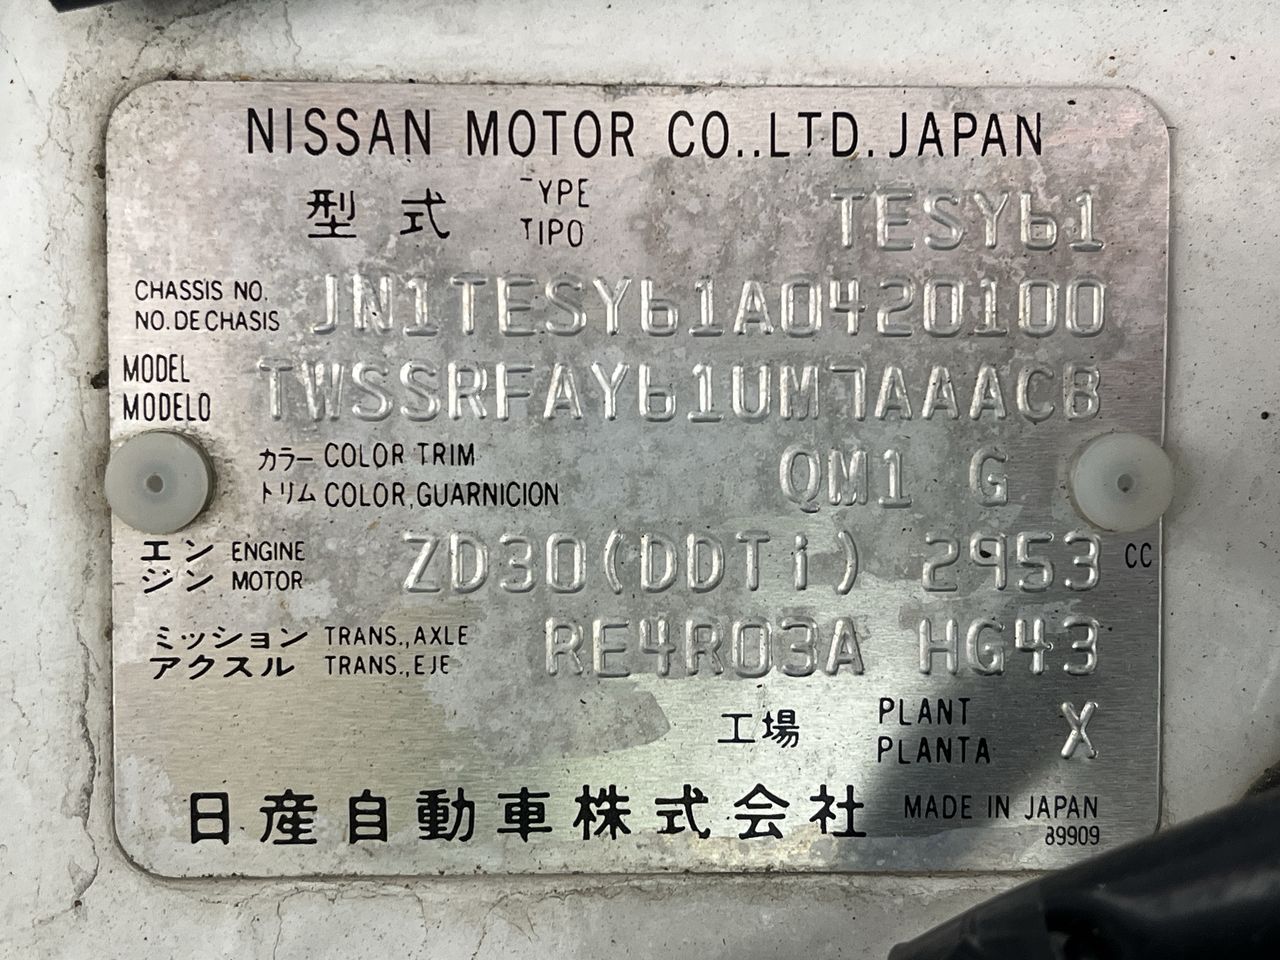 NISSAN MOTOR CO.,LTD.JAPAN
型式 TYPE TIPO TESY61
CHASSIS NO. NO.DE CHASIS JN1TESY61A0420100
MODEL MODELO TWSSRFAY61UM7AAACB
カラー COLOR TRIM
トリム COLOR,GUARNICION QM1 G
エンジン ENGINE MOTOR ZD30(DDTi) 2953 CC
ミッション TRANS.,AXLE
アクスル TRANS.,EJE RE4R03A HG43
工場 PLANT PLANTA X
日産自動車株式会社 MADE IN JAPAN
89909